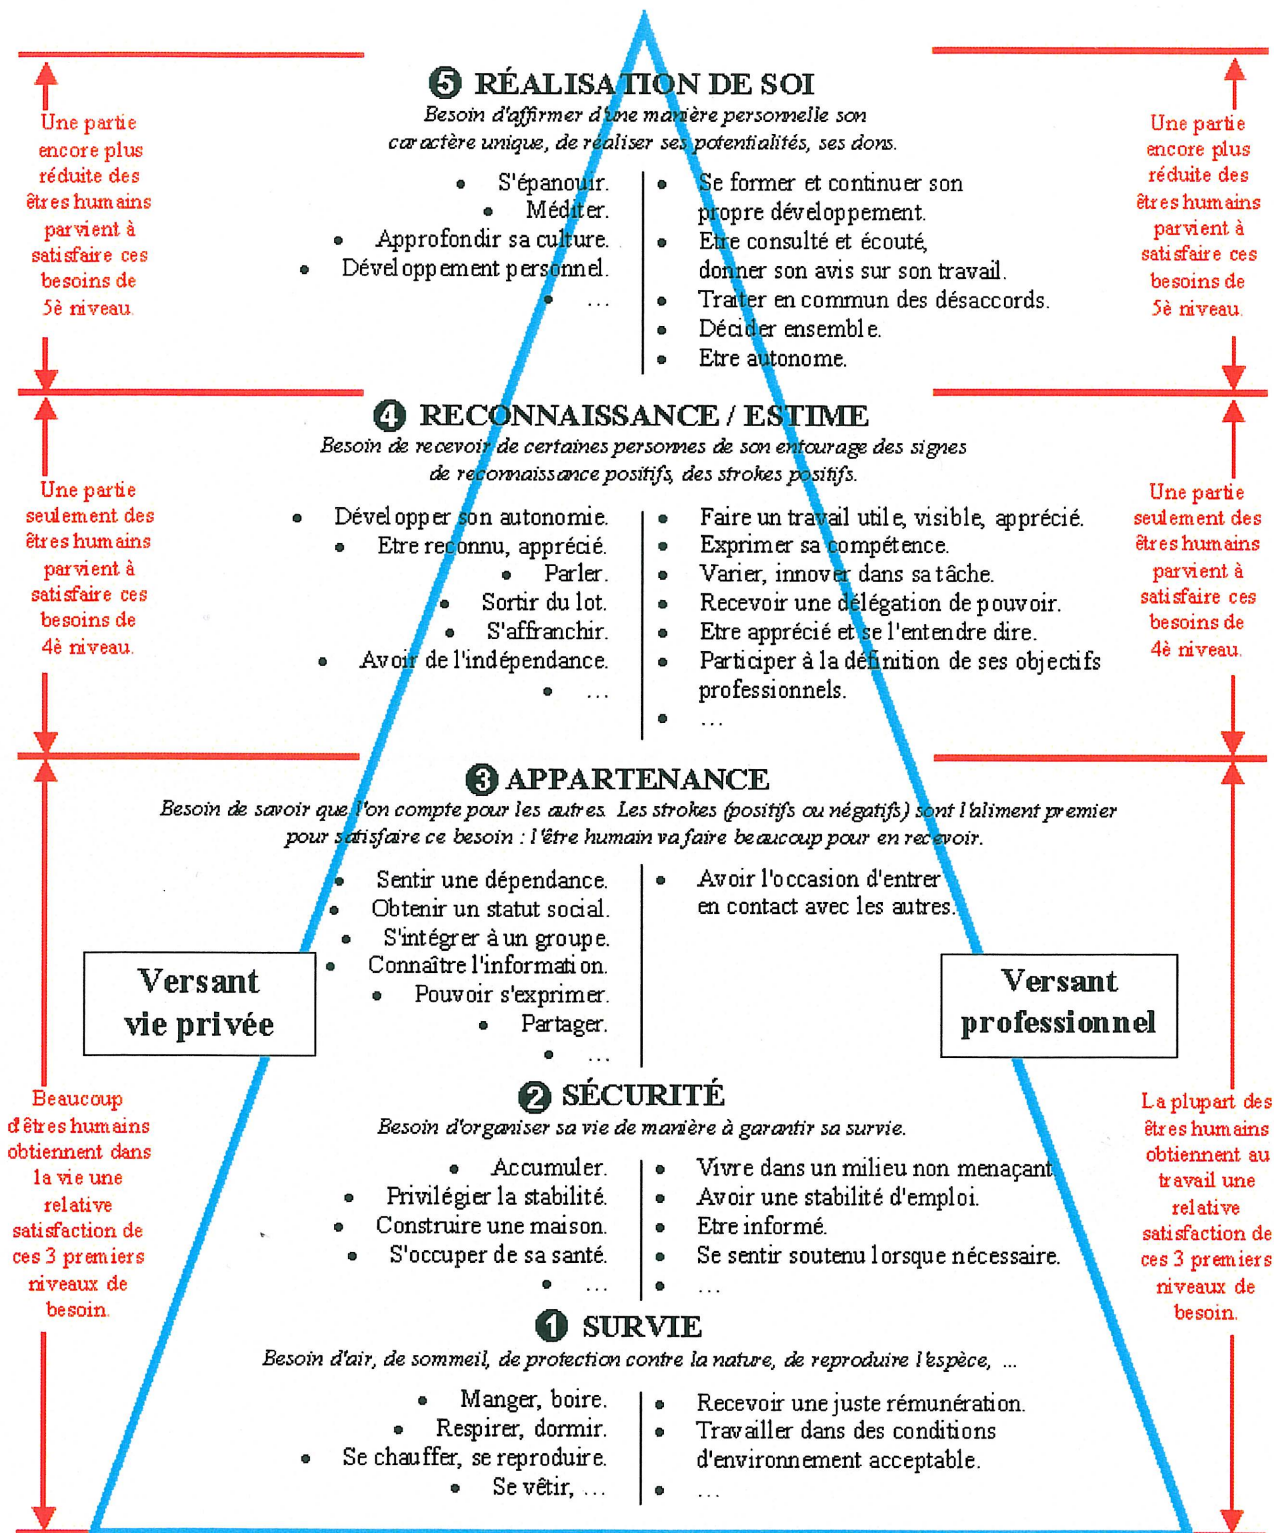 ❺ RÉALISATION DE SOI
Besoin d'affirmer d'une manière personnelle son
caractère unique, de réaliser ses potentialités, ses dons.
• S'épanouir.
• Méditer.
• Approfondir sa culture.
• Développement personnel.
• ...
• Se former et continuer son
propre développement.
• Etre consulté et écouté,
donner son avis sur son travail.
• Traiter en commun des désaccords.
• Décider ensemble.
• Etre autonome.
Une partie
encore plus
réduite des
êtres humains
parvient à
satisfaire ces
besoins de
5è niveau.
Une partie
encore plus
réduite des
êtres humains
parvient à
satisfaire ces
besoins de
5è niveau.
❹ RECONNAISSANCE / ESTIME
Besoin de recevoir de certaines personnes de son entourage des signes
de reconnaissance positifs, des strokes positifs.
• Développer son autonomie.
• Etre reconnu, apprécié.
• Parler.
• Sortir du lot.
• S'affranchir.
• Avoir de l'indépendance.
• ...
• Faire un travail utile, visible, apprécié.
• Exprimer sa compétence.
• Varier, innover dans sa tâche.
• Recevoir une délégation de pouvoir.
• Etre apprécié et se l'entendre dire.
• Participer à la définition de ses objectifs
professionnels.
• ...
Une partie
seulement des
êtres humains
parvient à
satisfaire ces
besoins de
4è niveau.
Une partie
seulement des
êtres humains
parvient à
satisfaire ces
besoins de
4è niveau.
❸ APPARTENANCE
Besoin de savoir que l'on compte pour les autres. Les strokes (positifs ou négatifs) sont l'aliment premier
pour satisfaire ce besoin : l'être humain va faire beaucoup pour en recevoir.
• Sentir une dépendance.
• Obtenir un statut social.
• S'intégrer à un groupe.
• Connaître l'information.
• Pouvoir s'exprimer.
• Partager.
• ...
• Avoir l'occasion d'entrer
en contact avec les autres.
Versant
vie privée
Versant
professionnel
❷ SÉCURITÉ
Besoin d'organiser sa vie de manière à garantir sa survie.
• Accumuler.
• Privilégier la stabilité.
• Construire une maison.
• S'occuper de sa santé.
• ...
• Vivre dans un milieu non menaçant
• Avoir une stabilité d'emploi.
• Etre informé.
• Se sentir soutenu lorsque nécessaire.
• ...
Beaucoup
d'êtres humains
obtiennent dans
la vie une
relative
satisfaction de
ces 3 premiers
niveaux de
besoin.
La plupart des
êtres humains
obtiennent au
travail une
relative
satisfaction de
ces 3 premiers
niveaux de
besoin.
❶ SURVIE
Besoin d'air, de sommeil, de protection contre la nature, de reproduire l'espèce, ...
• Manger, boire.
• Respirer, dormir.
• Se chauffer, se reproduire.
• Se vêtir, ...
• Recevoir une juste rémunération.
• Travailler dans des conditions
d'environnement acceptable.
• ...